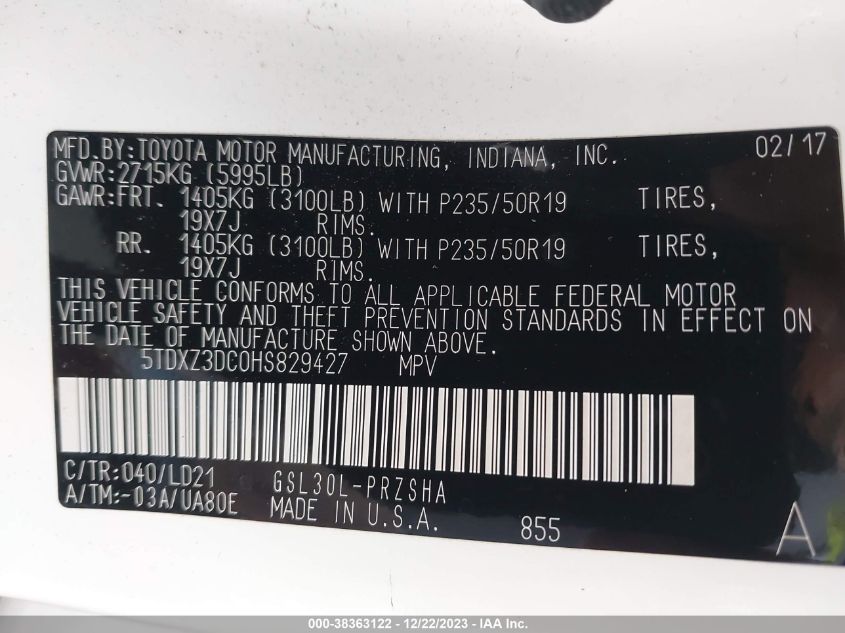 MFD.BY:TOYOTA MOTOR MANUFACTURING, INDIANA, INC. 02/17
GVWR:2715KG (5995LB)
GAWR:FRT. 1405KG (3100LB) WITH P235/50R19 TIRES,
19X7J RIMS.
RR. 1405KG (3100LB) WITH P235/50R19 TIRES,
19X7J RIMS.
THIS VEHICLE CONFORMS TO ALL APPLICABLE FEDERAL MOTOR
VEHICLE SAFETY AND THEFT PREVENTION STANDARDS IN EFFECT ON
THE DATE OF MANUFACTURE SHOWN ABOVE.
5TDXZ3DC0HS829427 MPV
C/TR:040/LD21 GSL30L-PRZSHA
A/TM:-03A/UA80E MADE IN U.S.A. 855 A
000-38363122 - 12/22/2023 - IAA Inc.